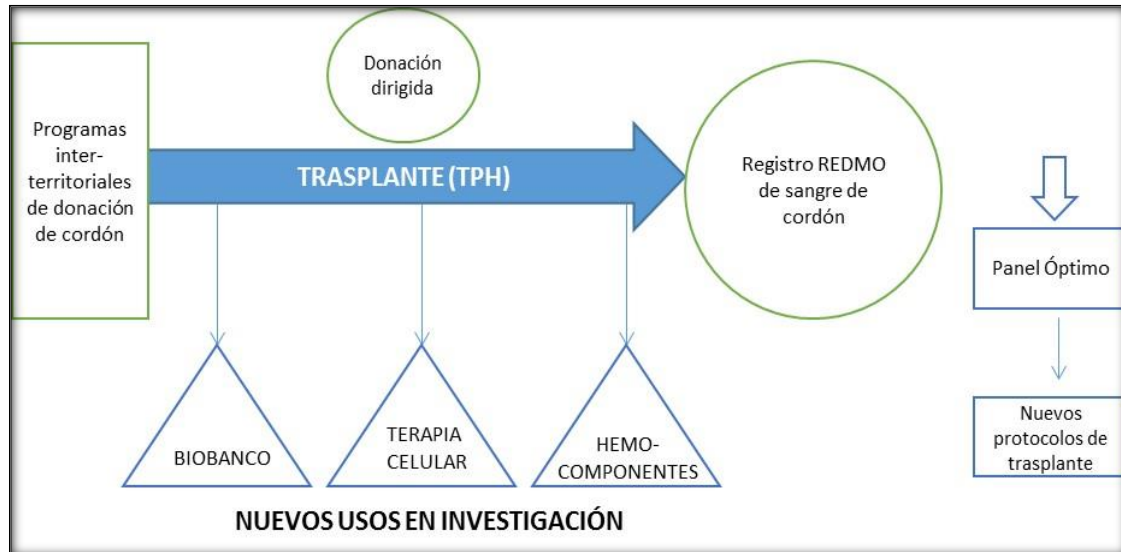 Programas
inter-
territoriales
de donación
de cordón
Donación
dirigida
TRASPLANTE (TPH)
Registro REDMO
de sangre de
cordón
Panel Óptimo
Nuevos
protocolos de
trasplante
BIOBANCO
TERAPIA
CELULAR
HEMO-
COMPONENTES
NUEVOS USOS EN INVESTIGACIÓN